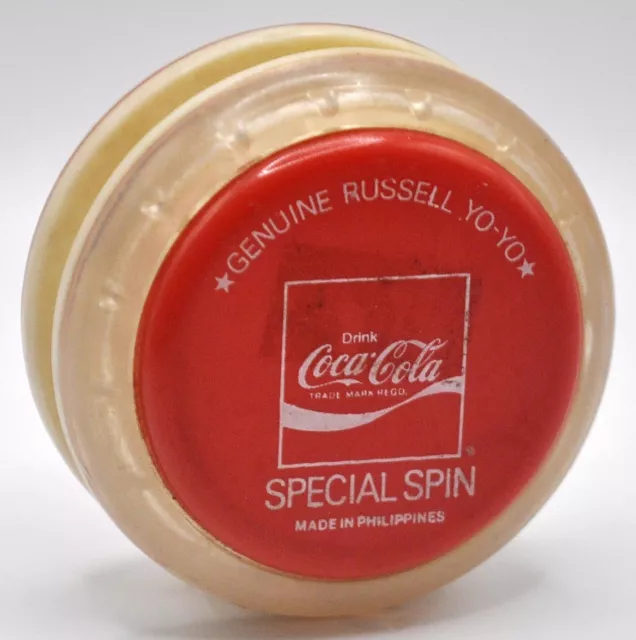 ★GENUINE RUSSELL YO-YO★
Drink
Coca-Cola
TRADE MARK REGD.
®
SPECIAL SPIN
MADE IN PHILIPPINES